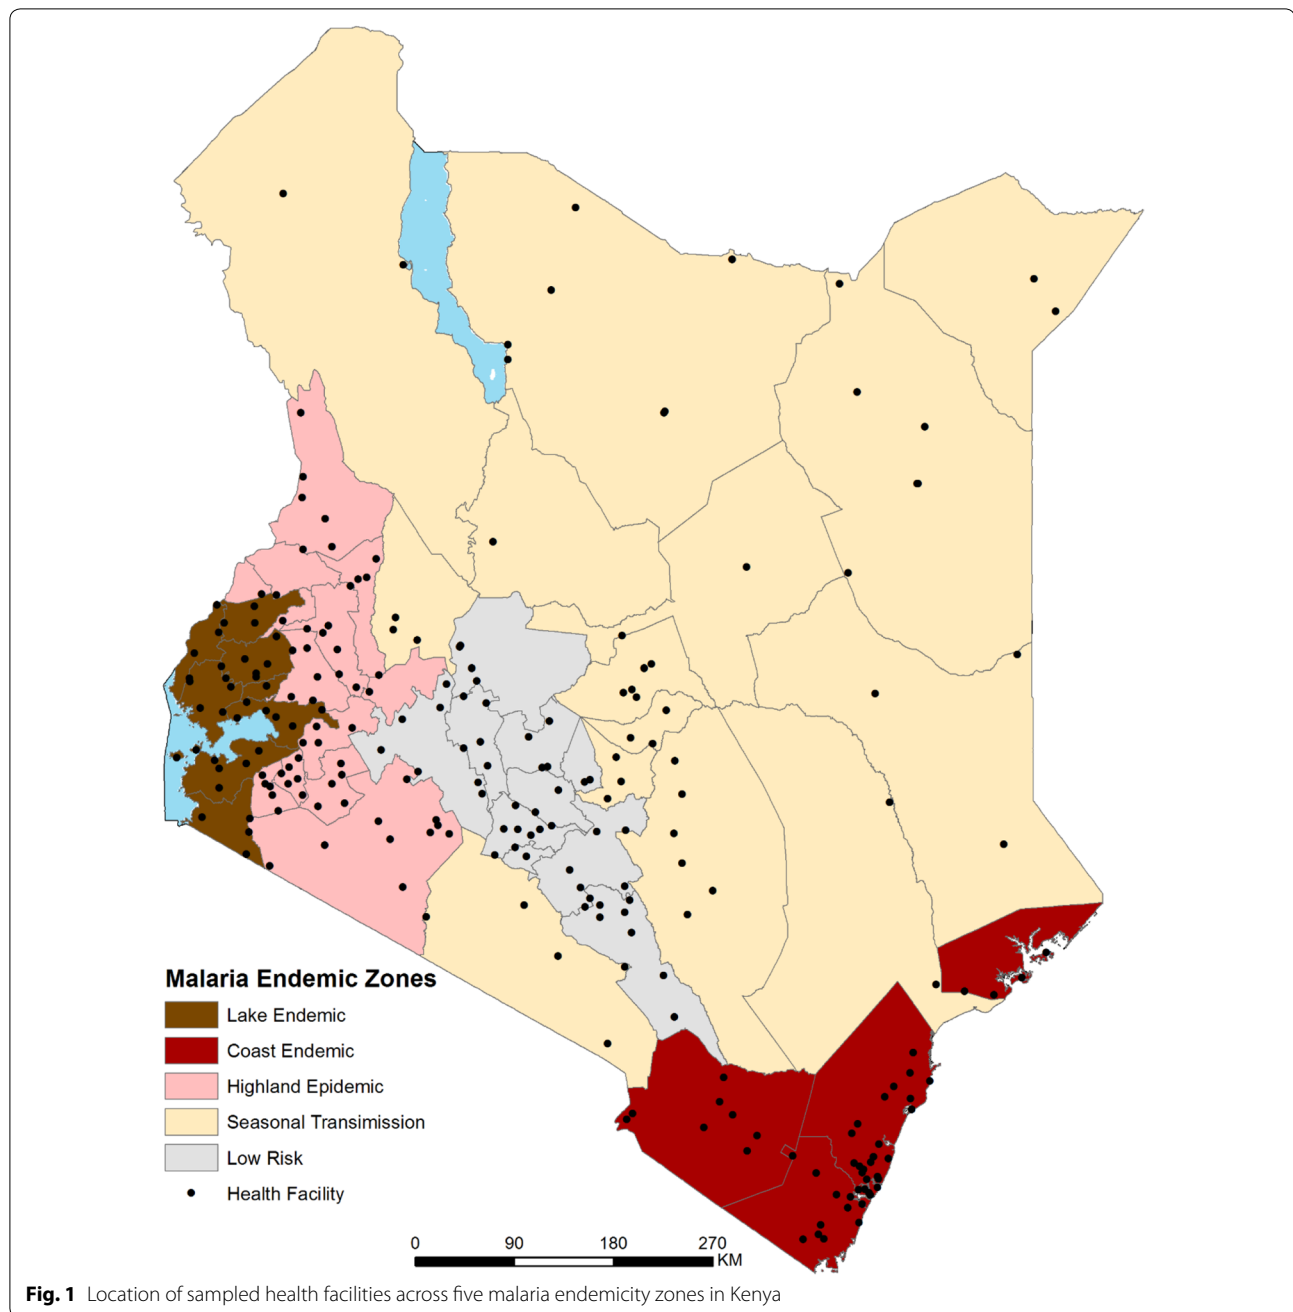 Malaria Endemic Zones
Lake Endemic
Coast Endemic
Highland Epidemic
Seasonal Transimission
Low Risk
Health Facility
0 90 180 270
KM
Fig. 1 Location of sampled health facilities across five malaria endemicity zones in Kenya